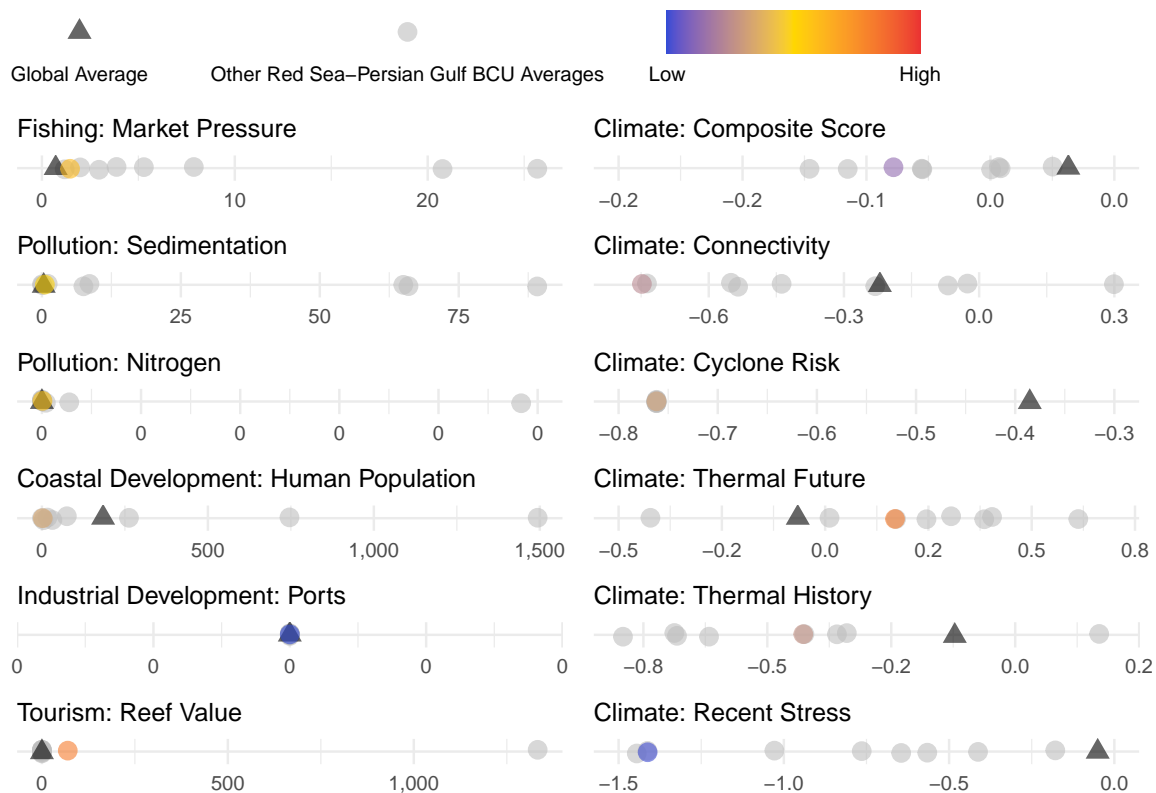 Global Average
Other Red Sea−Persian Gulf BCU Averages
Low
High
Fishing: Market Pressure
0 10 20
Climate: Composite Score
−0.2 −0.2 −0.1 0.0 0.0
Pollution: Sedimentation
0 25 50 75
Climate: Connectivity
−0.6 −0.3 0.0 0.3
Pollution: Nitrogen
0 0 0 0 0 0
Climate: Cyclone Risk
−0.8 −0.7 −0.6 −0.5 −0.4 −0.3
Coastal Development: Human Population
0 500 1,000 1,500
Climate: Thermal Future
−0.5 −0.2 0.0 0.2 0.5 0.8
Industrial Development: Ports
0 0 0 0 0
Climate: Thermal History
−0.8 −0.5 −0.2 0.0 0.2
Tourism: Reef Value
0 500 1,000
Climate: Recent Stress
−1.5 −1.0 −0.5 0.0